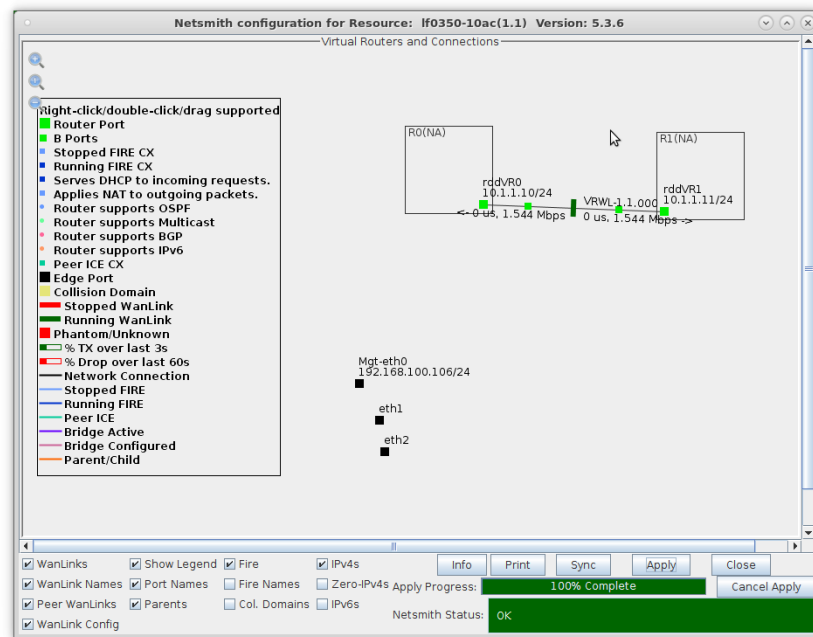 Netsmith configuration for Resource: lf0350-10ac(1.1) Version: 5.3.6
Virtual Routers and Connections
Right-click/double-click/drag supported
Router Port
B Ports
Stopped FIRE CX
Running FIRE CX
Serves DHCP to incoming requests.
Applies NAT to outgoing packets.
Router supports OSPF
Router supports Multicast
Router supports BGP
Router supports IPv6
Peer ICE CX
Edge Port
Collision Domain
Stopped WanLink
Running WanLink
Phantom/Unknown
% TX over last 3s
% Drop over last 60s
Network Connection
Stopped FIRE
Running FIRE
Peer ICE
Bridge Active
Bridge Configured
Parent/Child
R0(NA)
R1(NA)
rddVR0
10.1.1.10/24
VRWL-1.1.000
rddVR1
10.1.1.11/24
<- 0 us, 1.544 Mbps
0 us, 1.544 Mbps ->
Mgt-eth0
192.168.100.106/24
eth1
eth2
WanLinks Show Legend Fire IPv4s Info Print Sync Apply Close
WanLink Names Port Names Fire Names Zero-IPv4s Apply Progress: 100% Complete Cancel Apply
Peer WanLinks Parents Col. Domains IPv6s
Netsmith Status: OK
WanLink Config